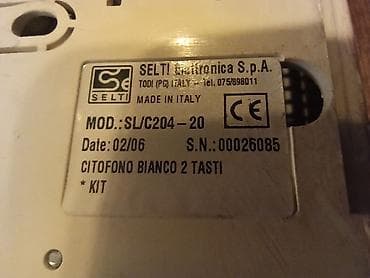 SELTI Elettronica S.p.A.
TODI (PG) ITALY - Tel. 075/898011
SELTI
MADE IN ITALY
CE
MOD.:SL/C204-20
Date: 02/06 S.N.: 00026085
CITOFONO BIANCO 2 TASTI
* KIT